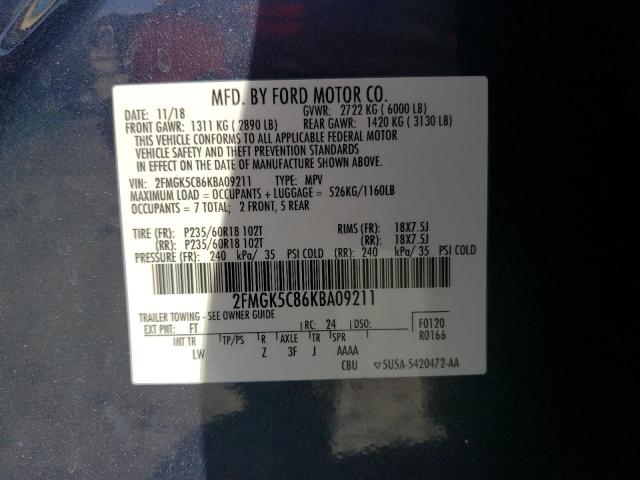 MFD. BY FORD MOTOR CO.
DATE: 11/18 GVWR: 2722 KG ( 6000 LB)
FRONT GAWR: 1311 KG ( 2890 LB) REAR GAWR: 1420 KG ( 3130 LB)
THIS VEHICLE CONFORMS TO ALL APPLICABLE FEDERAL MOTOR
VEHICLE SAFETY AND THEFT PREVENTION STANDARDS
IN EFFECT ON THE DATE OF MANUFACTURE SHOWN ABOVE.
VIN: 2FMGK5C86KBA09211 TYPE: MPV
MAXIMUM LOAD = OCCUPANTS + LUGGAGE = 526KG/1160LB
OCCUPANTS = 7 TOTAL; 2 FRONT, 5 REAR
TIRE (FR): P235/60R18 102T RIMS (FR): 18X7.5J
(RR): P235/60R18 102T (RR): 18X7.5J
PRESSURE (FR): 240 kPa/ 35 PSI COLD (RR): 240 kPa/ 35 PSI COLD
2FMGK5C86KBA09211
TRAILER TOWING - SEE OWNER GUIDE
EXT PNT: FT RC: 24 DSO: F0120
INT TR TP/PS R AXLE TR SPR R0166
LW Z 3F J AAAA
CBU ▽5U5A-5420472-AA